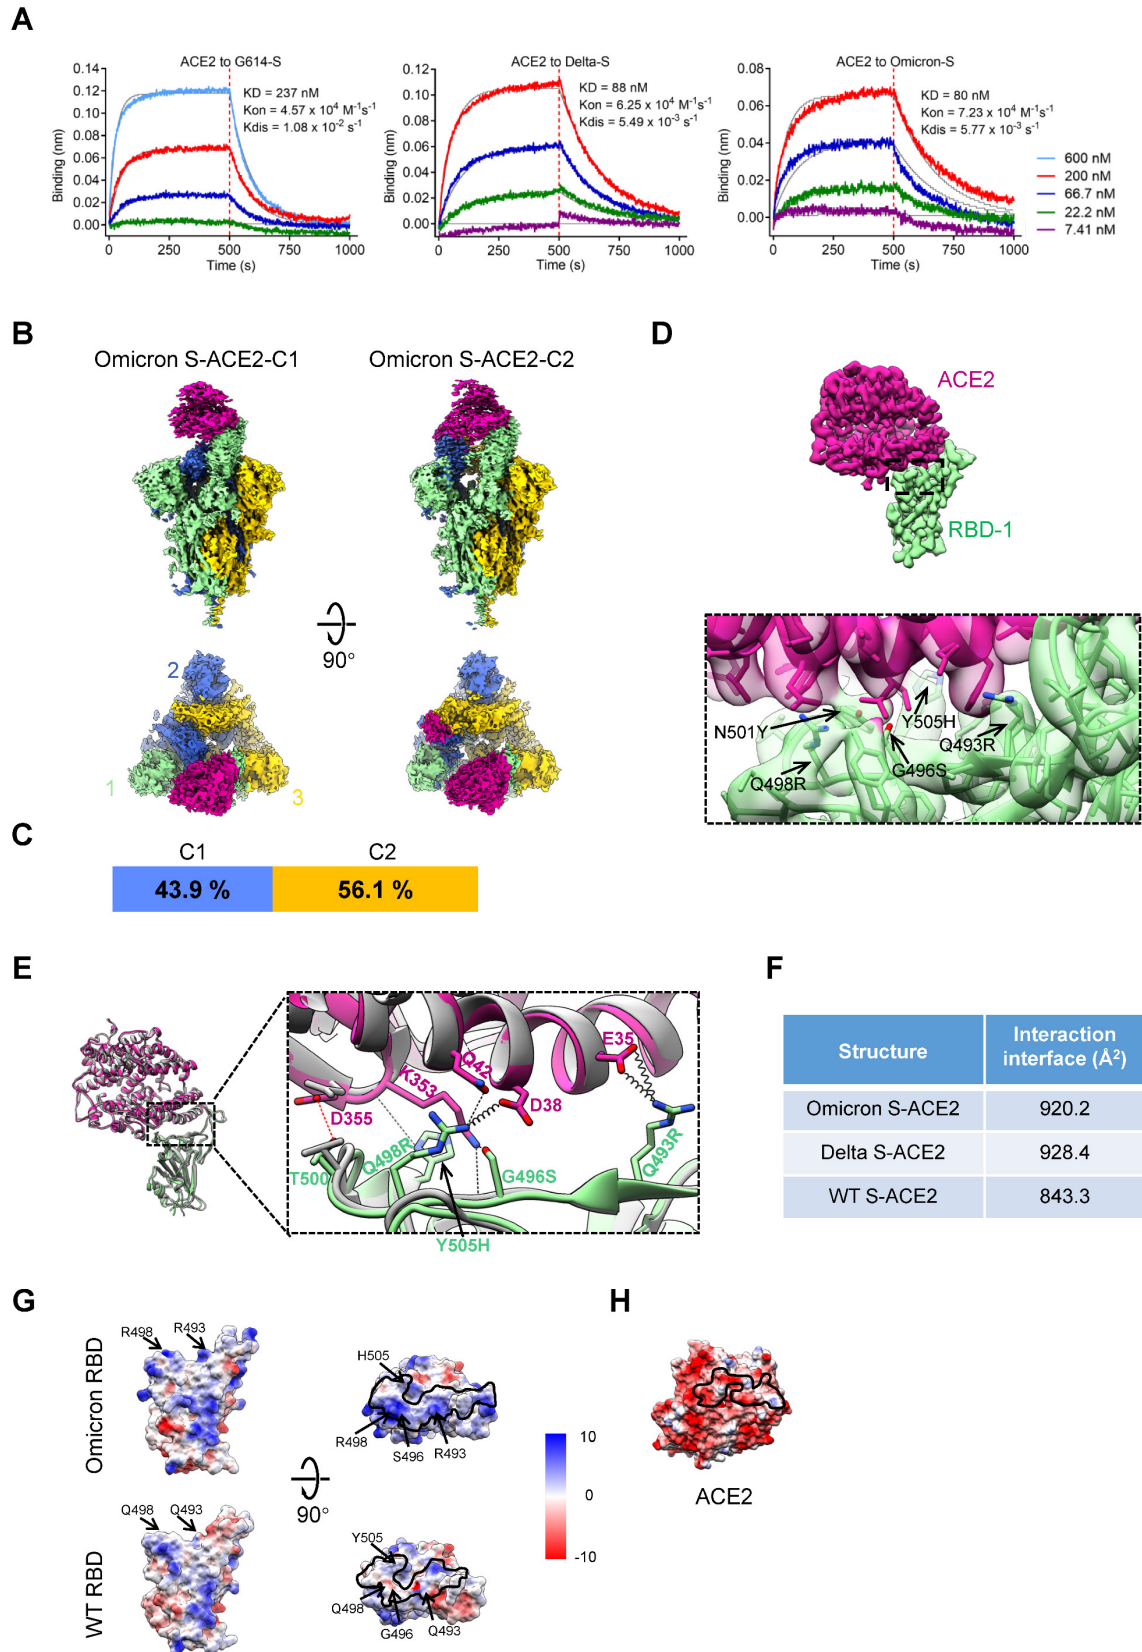 A
ACE2 to G614-S
KD = 237 nM
Kon = 4.57 x 10⁴ M⁻¹s⁻¹
Kdis = 1.08 x 10⁻² s⁻¹
Binding (nm)
0.14
0.12
0.10
0.08
0.06
0.04
0.02
0.00
0 250 500 750 1000
Time (s)
ACE2 to Delta-S
KD = 88 nM
Kon = 6.25 x 10⁴ M⁻¹s⁻¹
Kdis = 5.49 x 10⁻³ s⁻¹
Binding (nm)
0.12
0.10
0.08
0.06
0.04
0.02
0.00
0 250 500 750 1000
Time (s)
ACE2 to Omicron-S
KD = 80 nM
Kon = 7.23 x 10⁴ M⁻¹s⁻¹
Kdis = 5.77 x 10⁻³ s⁻¹
Binding (nm)
0.08
0.06
0.04
0.02
0.00
0 250 500 750 1000
Time (s)
600 nM
200 nM
66.7 nM
22.2 nM
7.41 nM
B
Omicron S-ACE2-C1
Omicron S-ACE2-C2
90°
2
1
3
C
C1 C2
43.9 % 56.1 %
D
ACE2
RBD-1
N501Y
Y505H
Q493R
G496S
Q498R
E
E35
Q42
K353
D38
D355
Q498R
Q493R
T500
G496S
Y505H
F
Structure Interaction interface (Å²)
Omicron S-ACE2 920.2
Delta S-ACE2 928.4
WT S-ACE2 843.3
G
Omicron RBD
R498 R493
H505
R498
S496
R493
90°
WT RBD
Q498 Q493
Y505
Q498
G496
Q493
10
0
-10
H
ACE2